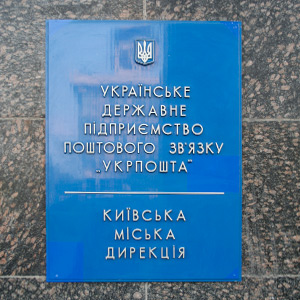 УКРАЇНСЬКЕ
ДЕРЖАВНЕ
ПІДПРИЄМСТВО
ПОШТОВОГО ЗВ'ЯЗКУ
„УКРПОШТА"
КИЇВСЬКА
МІСЬКА
ДИРЕКЦІЯ